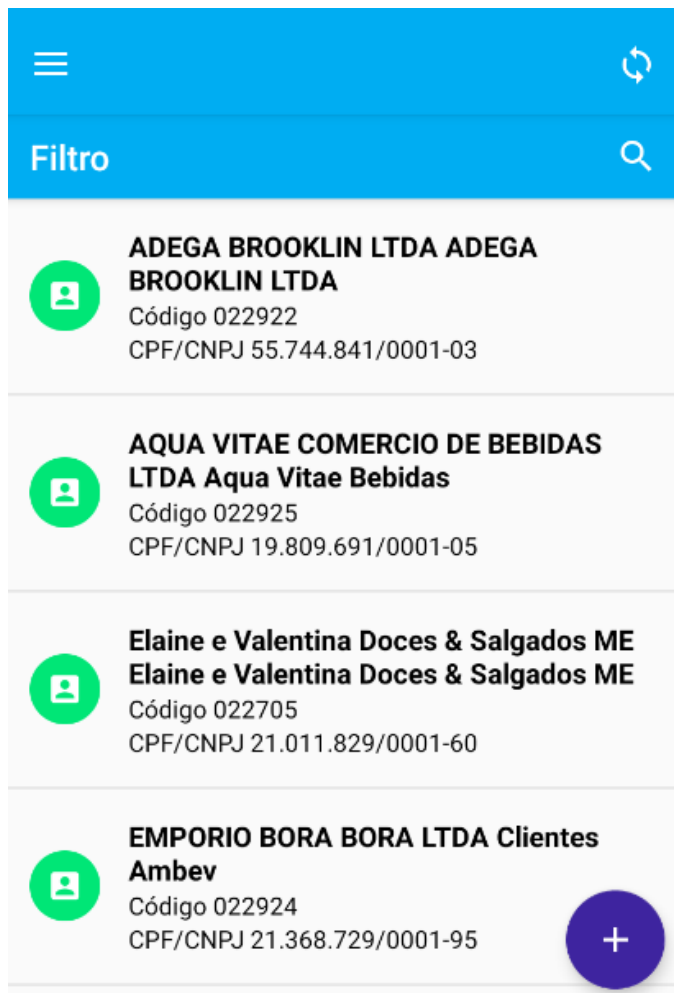 Filtro
ADEGA BROOKLIN LTDA ADEGA
BROOKLIN LTDA
Código 022922
CPF/CNPJ 55.744.841/0001-03
AQUA VITAE COMERCIO DE BEBIDAS
LTDA Aqua Vitae Bebidas
Código 022925
CPF/CNPJ 19.809.691/0001-05
Elaine e Valentina Doces & Salgados ME
Elaine e Valentina Doces & Salgados ME
Código 022705
CPF/CNPJ 21.011.829/0001-60
EMPORIO BORA BORA LTDA Clientes
Ambev
Código 022924
CPF/CNPJ 21.368.729/0001-95